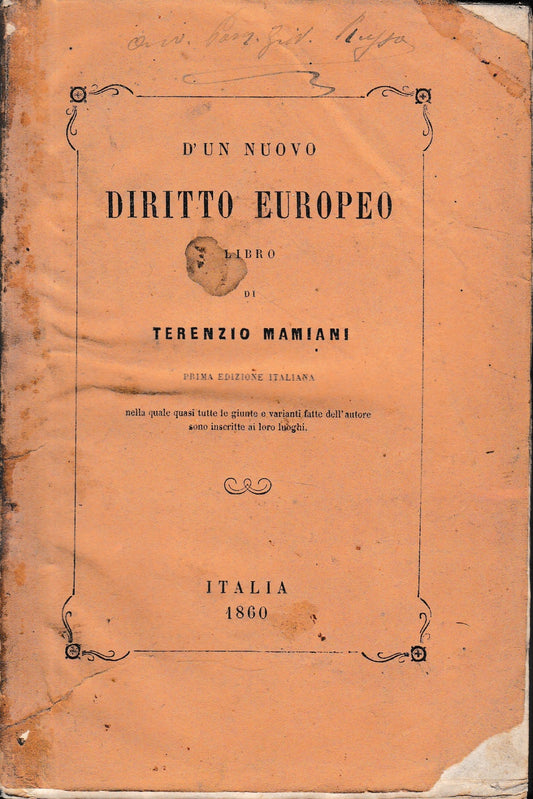 D'UN NUOVO
DIRITTO EUROPEO
LIBRO
DI
TERENZIO MAMIANI
PRIMA EDIZIONE ITALIANA
nella quale quasi tutte le giunte e varianti fatte dell'autore
sono inscritte ai loro luoghi.
ITALIA
1860